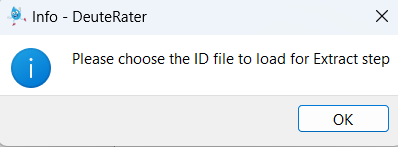 Info - DeuteRater
Please choose the ID file to load for Extract step
OK